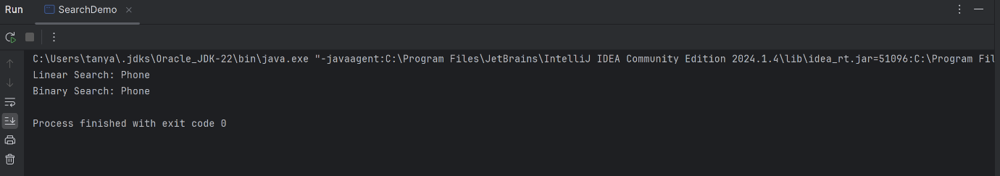 Run SearchDemo
C:\Users\tanya\.jdks\Oracle_JDK-22\bin\java.exe "-javaagent:C:\Program Files\JetBrains\IntelliJ IDEA Community Edition 2024.1.4\lib\idea_rt.jar=51096:C:\Program Fil
Linear Search: Phone
Binary Search: Phone
Process finished with exit code 0